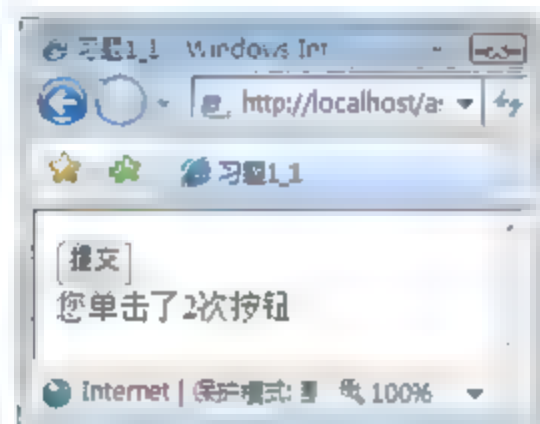 习题1_1 Windows Int
http://localhost/a
习题1_1
提交
您单击了2次按钮
Internet | 保护模式: 100%